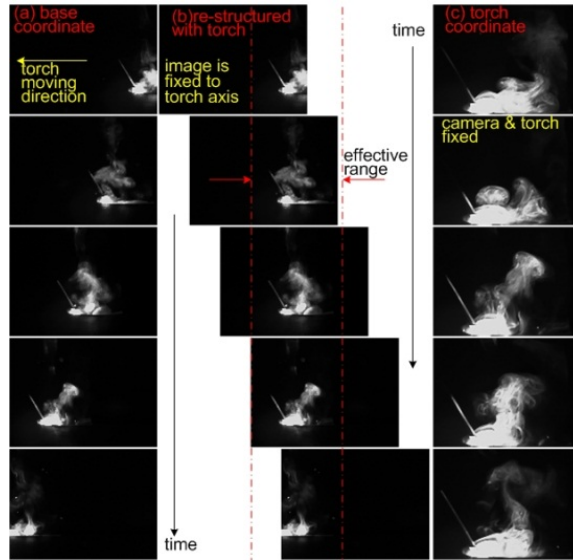 (a) base
coordinate
torch
moving
direction
(b)re-structured
with torch
image is
fixed to
torch axis
time
(c) torch
coordinate
camera & torch
fixed
effective
range
time